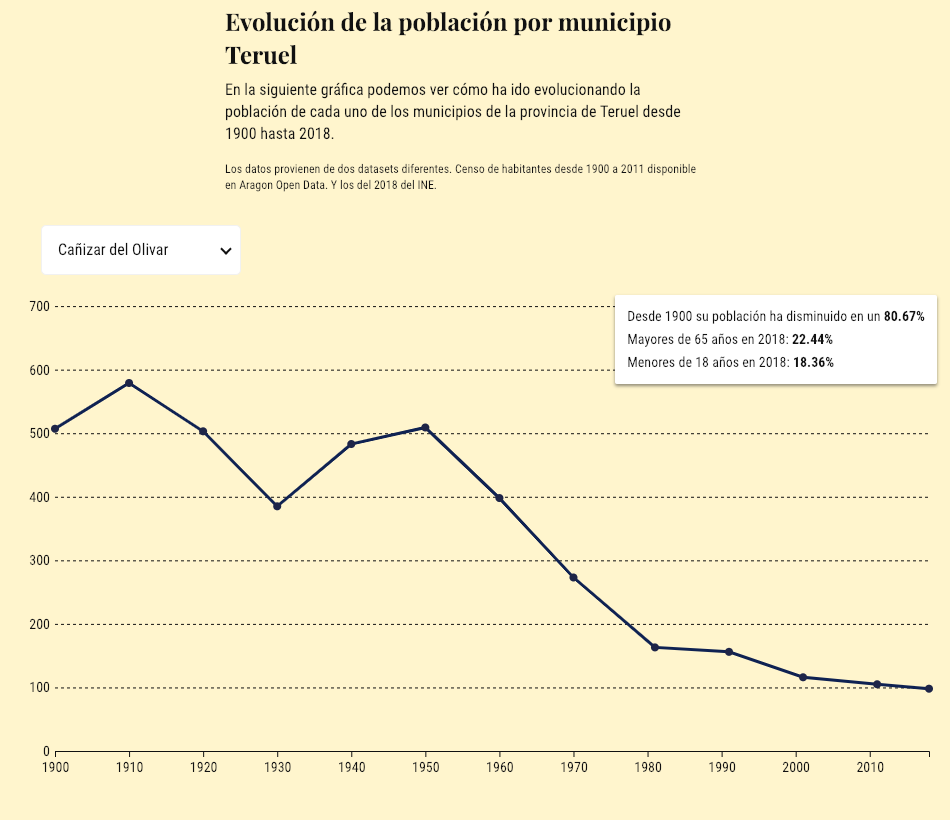 Evolución de la población por municipio
Teruel
En la siguiente gráfica podemos ver cómo ha ido evolucionando la
población de cada uno de los municipios de la provincia de Teruel desde
1900 hasta 2018.
Los datos provienen de dos datasets diferentes. Censo de habitantes desde 1900 a 2011 disponible
en Aragon Open Data. Y los del 2018 del INE.
Cañizar del Olivar
Desde 1900 su población ha disminuido en un 80.67%
Mayores de 65 años en 2018: 22.44%
Menores de 18 años en 2018: 18.36%
700
600
500
400
300
200
100
0
1900 1910 1920 1930 1940 1950 1960 1970 1980 1990 2000 2010